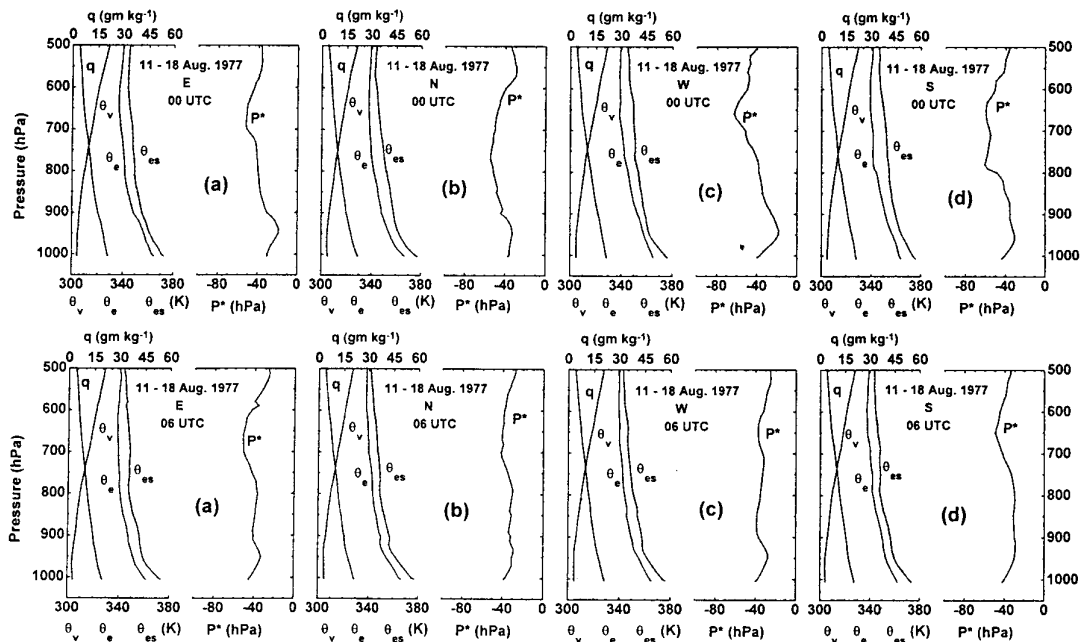 q (gm kg-1)
0 15 30 45 60
q (gm kg-1)
0 15 30 45 60
q (gm kg-1)
0 15 30 45 60
q (gm kg-1)
0 15 30 45 60
Pressure (hPa)
500
600
700
800
900
1000
q
11 - 18 Aug. 1977
E
00 UTC
θv
P*
θe
θes
(a)
q
11 - 18 Aug. 1977
N
00 UTC
θv
P*
θe
θes
(b)
q
11 - 18 Aug. 1977
W
00 UTC
θv
P*
θe
θes
(c)
q
11 - 18 Aug. 1977
S
00 UTC
θv
P*
θe
θes
(d)
500
600
700
800
900
1000
300 340 380 -80 -40 0
θv θe θes (K) P* (hPa)
300 340 380 -80 -40 0
θv θe θes (K) P* (hPa)
300 340 380 -80 -40 0
θv θe θes (K) P* (hPa)
300 340 380 -80 -40 0
θv θe θes (K) P* (hPa)
q (gm kg-1)
0 15 30 45 60
q (gm kg-1)
0 15 30 45 60
q (gm kg-1)
0 15 30 45 60
q (gm kg-1)
0 15 30 45 60
Pressure (hPa)
500
600
700
800
900
1000
q
11 - 18 Aug. 1977
E
06 UTC
θv
P*
θe
θes
(a)
q
11 - 18 Aug. 1977
N
06 UTC
θv
P*
θe
θes
(b)
q
11 - 18 Aug. 1977
W
06 UTC
θv
P*
θe
θes
(c)
q
11 - 18 Aug. 1977
S
06 UTC
θv
P*
θe
θes
(d)
500
600
700
800
900
1000
300 340 380 -80 -40 0
θv θe θes (K) P* (hPa)
300 340 380 -80 -40 0
θv θe θes (K) P* (hPa)
300 340 380 -80 -40 0
θv θe θes (K) P* (hPa)
300 340 380 -80 -40 0
θv θe θes (K) P* (hPa)